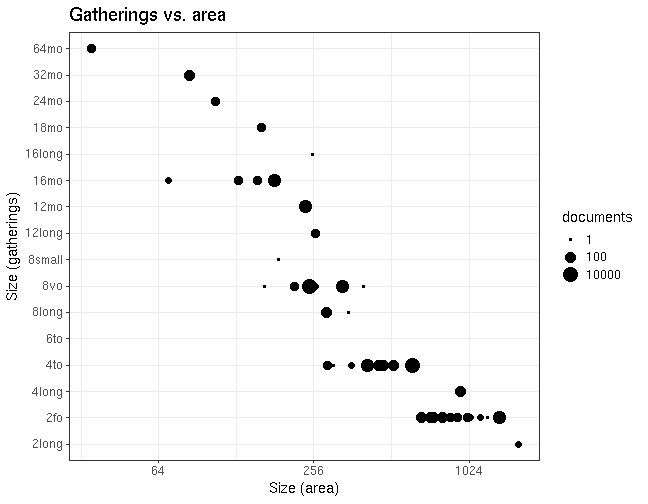 Gatherings vs. area
64mo
32mo
24mo
18mo
16long
16mo
12mo
12long
8small
8vo
8long
6to
4to
4long
2fo
2long
Size (gatherings)
64
256
1024
Size (area)
documents
1
100
10000